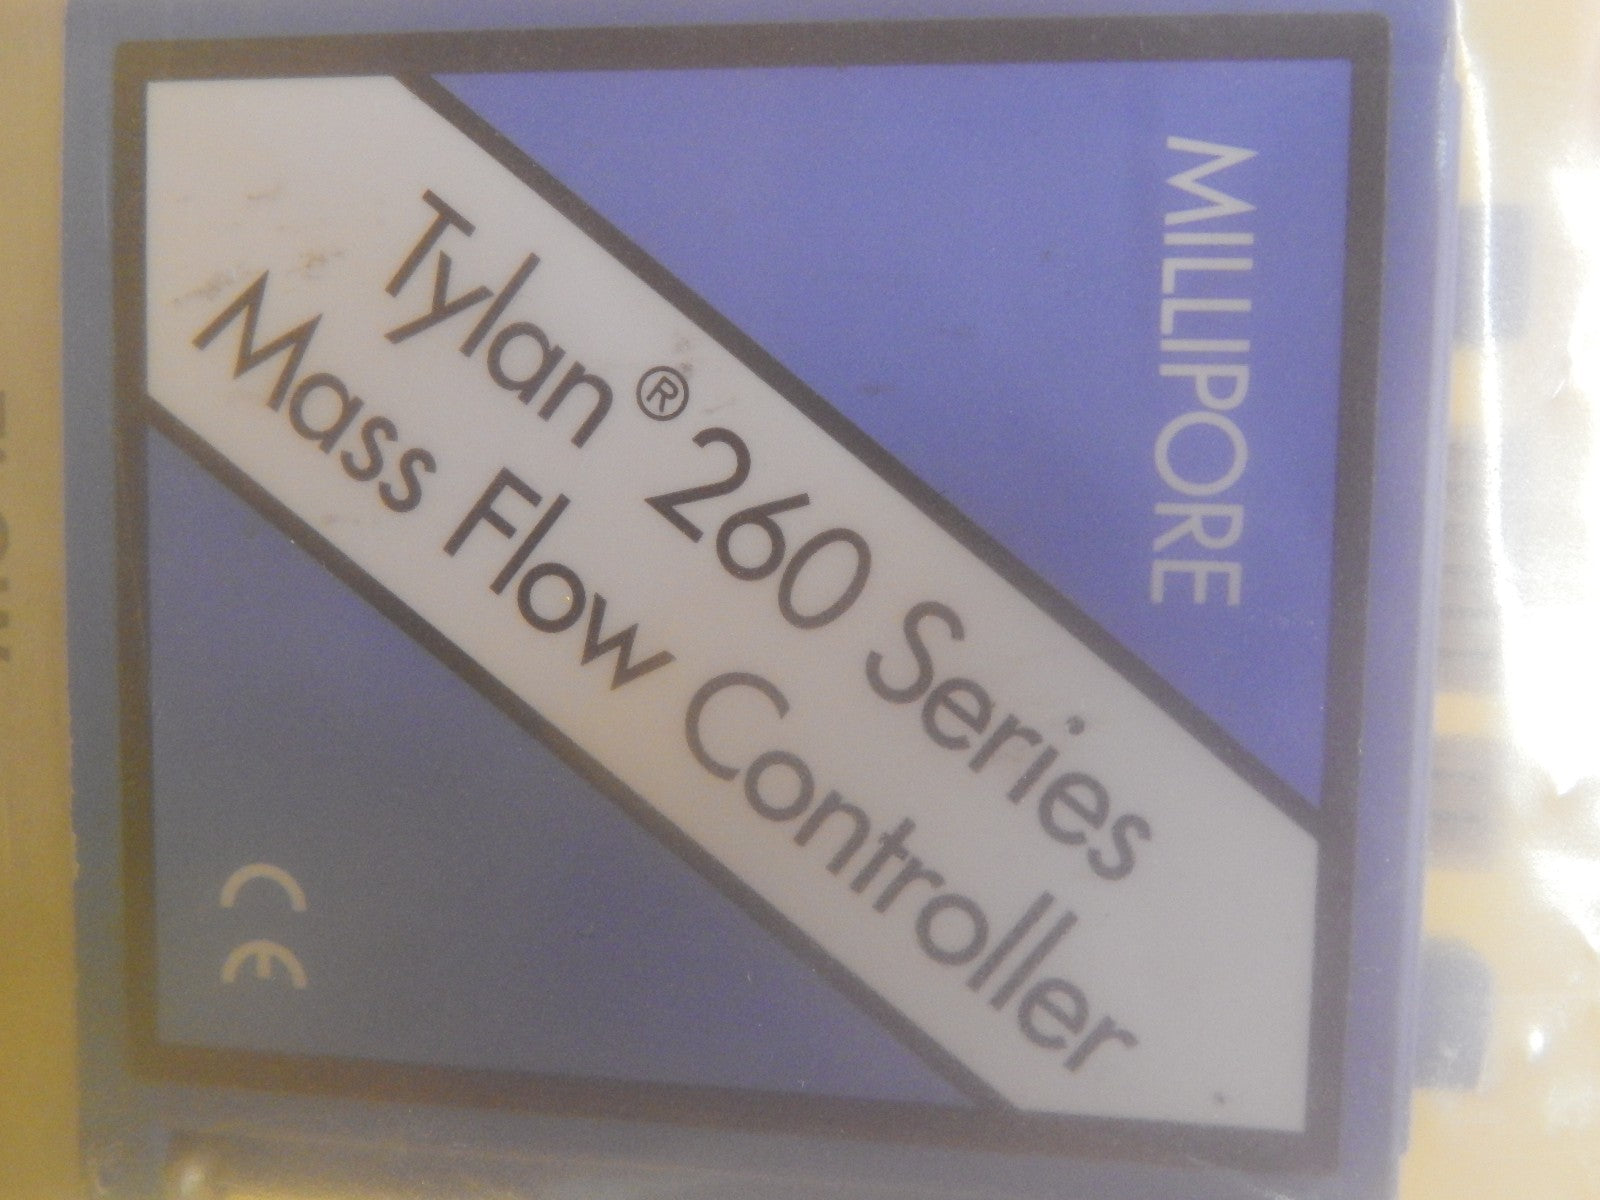 MILLIPORE
Tylan® 260 Series
Mass Flow Controller
CE